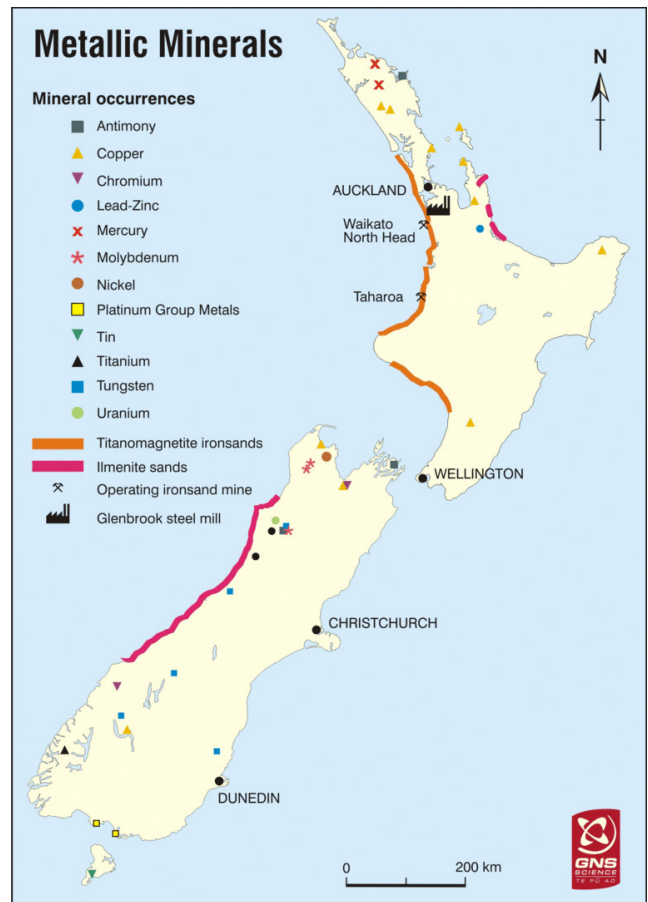 Metallic Minerals
N
Mineral occurrences
Antimony
Copper
Chromium
Lead-Zinc
Mercury
Molybdenum
Nickel
Platinum Group Metals
Tin
Titanium
Tungsten
Uranium
Titanomagnetite ironsands
Ilmenite sands
Operating ironsand mine
Glenbrook steel mill
AUCKLAND
Waikato
North Head
Taharoa
WELLINGTON
CHRISTCHURCH
DUNEDIN
0
200 km
GNS
SCIENCE
TE PŪ AO